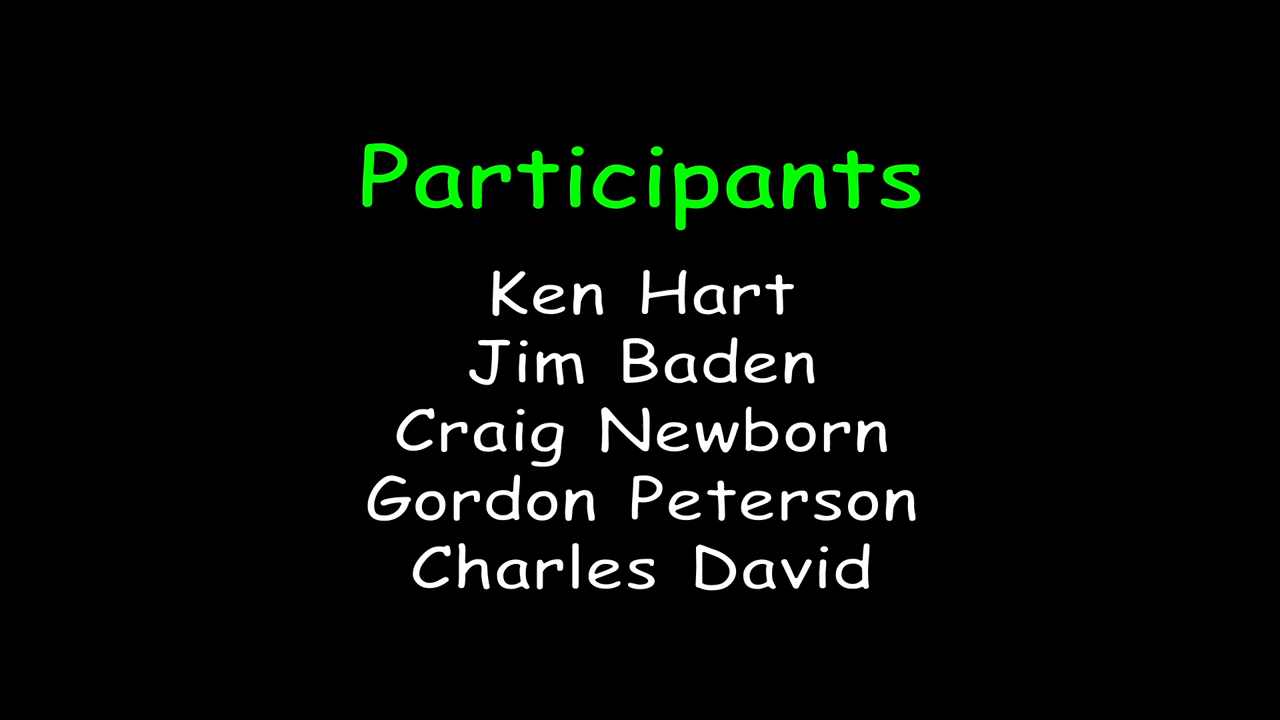 Participants
Ken Hart
Jim Baden
Craig Newborn
Gordon Peterson
Charles David